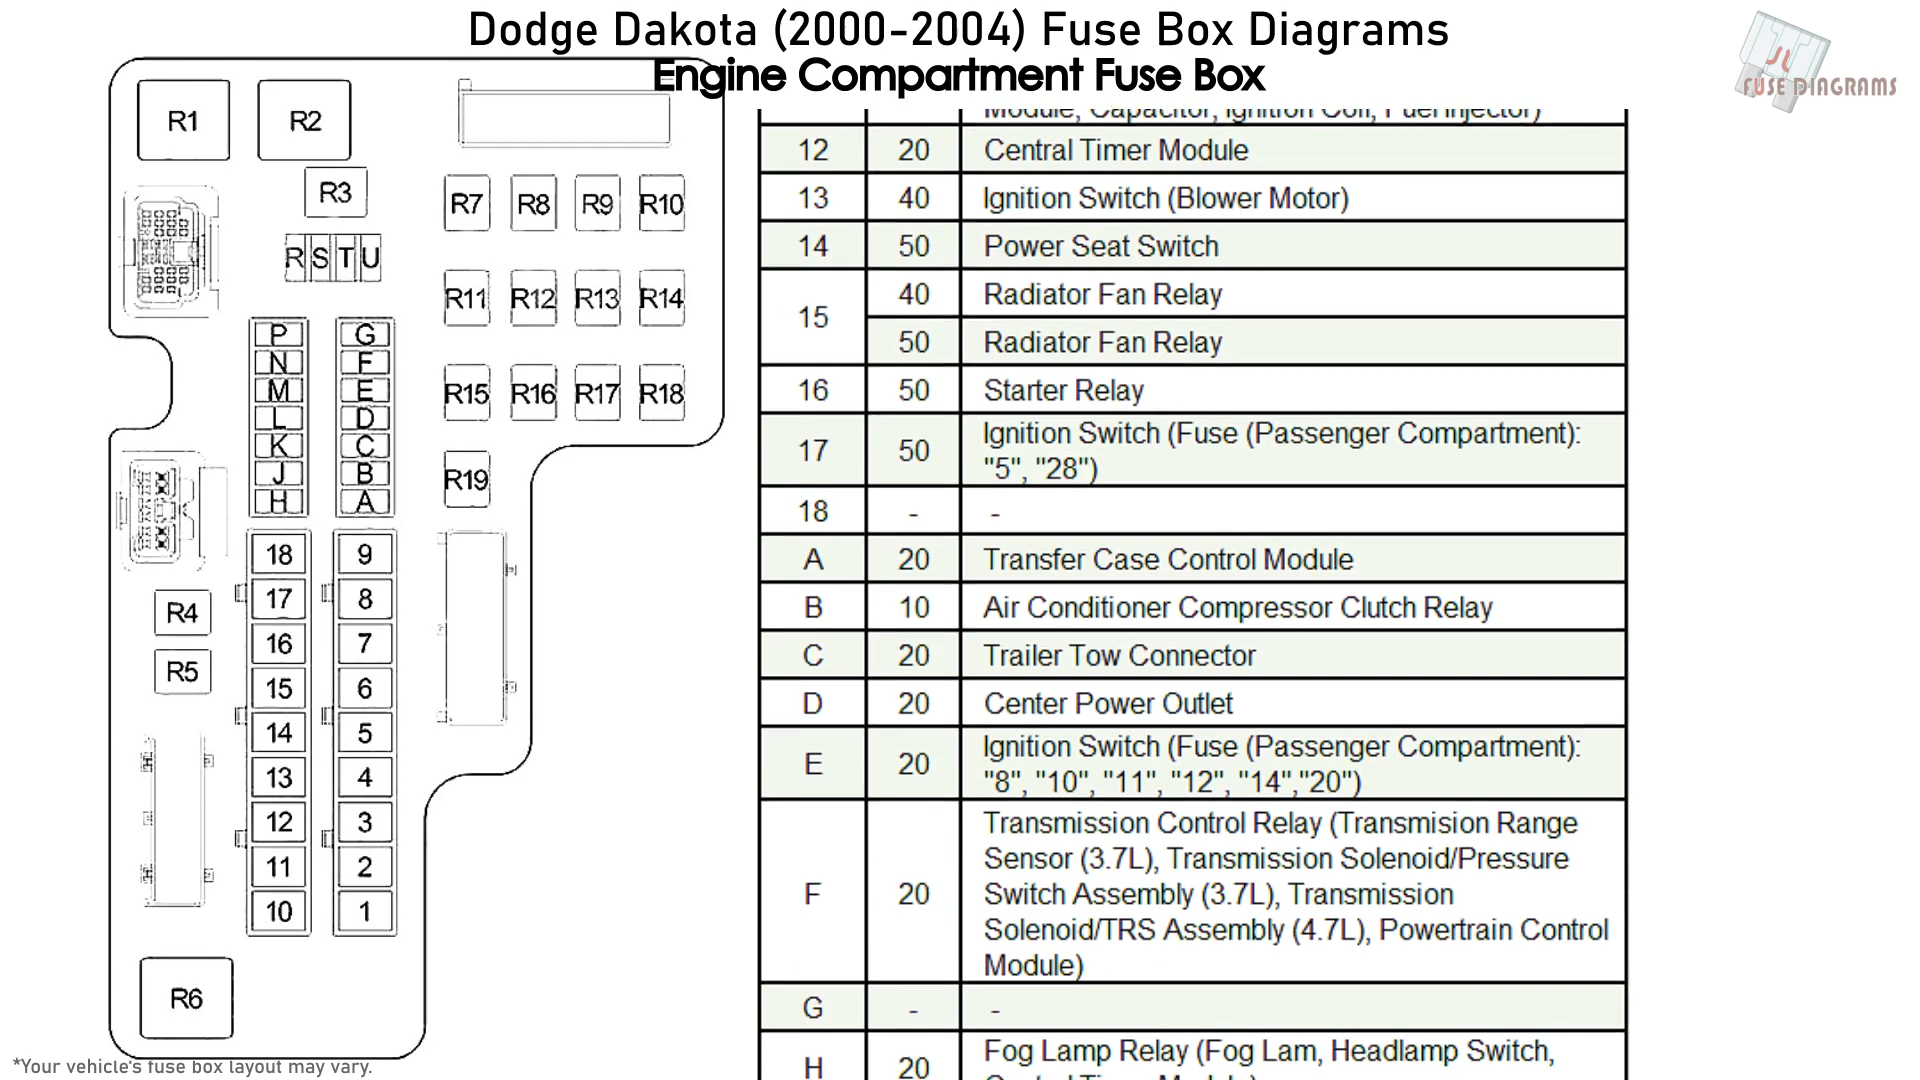 Dodge Dakota (2000-2004) Fuse Box Diagrams
Engine Compartment Fuse Box
JL
FUSE DIAGRAMS
R1 R2
R3
R7 R8 R9 R10
R S T U
R11 R12 R13 R14
P G
N F
M E
L D
K C
J B
H A
R15 R16 R17 R18
R19
18 9
17 8
16 7
15 6
14 5
13 4
12 3
11 2
10 1
R4
R5
R6
*Your vehicle's fuse box layout may vary.
Module, Capacitor, Ignition Coil, Fuel Injector)
12 20 Central Timer Module
13 40 Ignition Switch (Blower Motor)
14 50 Power Seat Switch
15 40 Radiator Fan Relay
50 Radiator Fan Relay
16 50 Starter Relay
17 50 Ignition Switch (Fuse (Passenger Compartment):
"5", "28")
18 - -
A 20 Transfer Case Control Module
B 10 Air Conditioner Compressor Clutch Relay
C 20 Trailer Tow Connector
D 20 Center Power Outlet
E 20 Ignition Switch (Fuse (Passenger Compartment):
"8", "10", "11", "12", "14","20")
F 20 Transmission Control Relay (Transmision Range
Sensor (3.7L), Transmission Solenoid/Pressure
Switch Assembly (3.7L), Transmission
Solenoid/TRS Assembly (4.7L), Powertrain Control
Module)
G - -
H 20 Fog Lamp Relay (Fog Lam, Headlamp Switch,